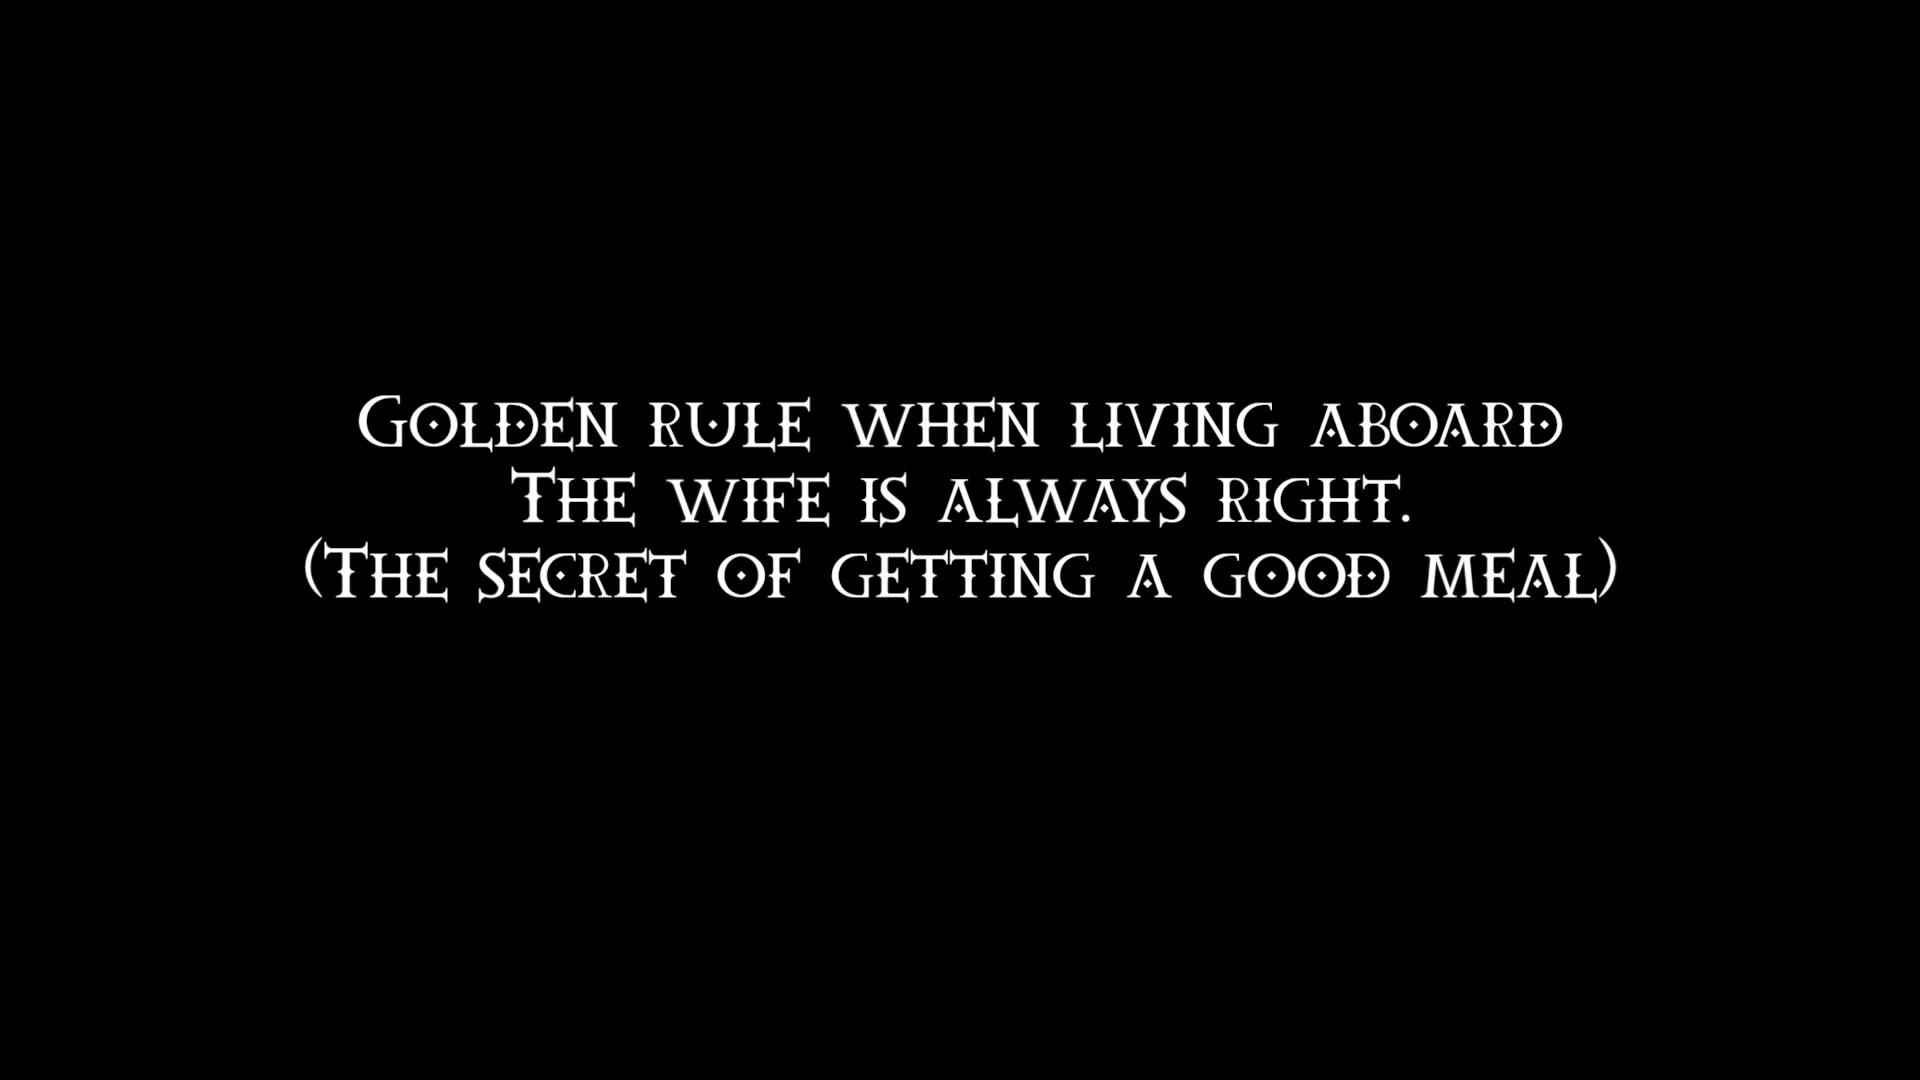 Golden rule when living aboard
The wife is always right.
(The secret of getting a good meal)